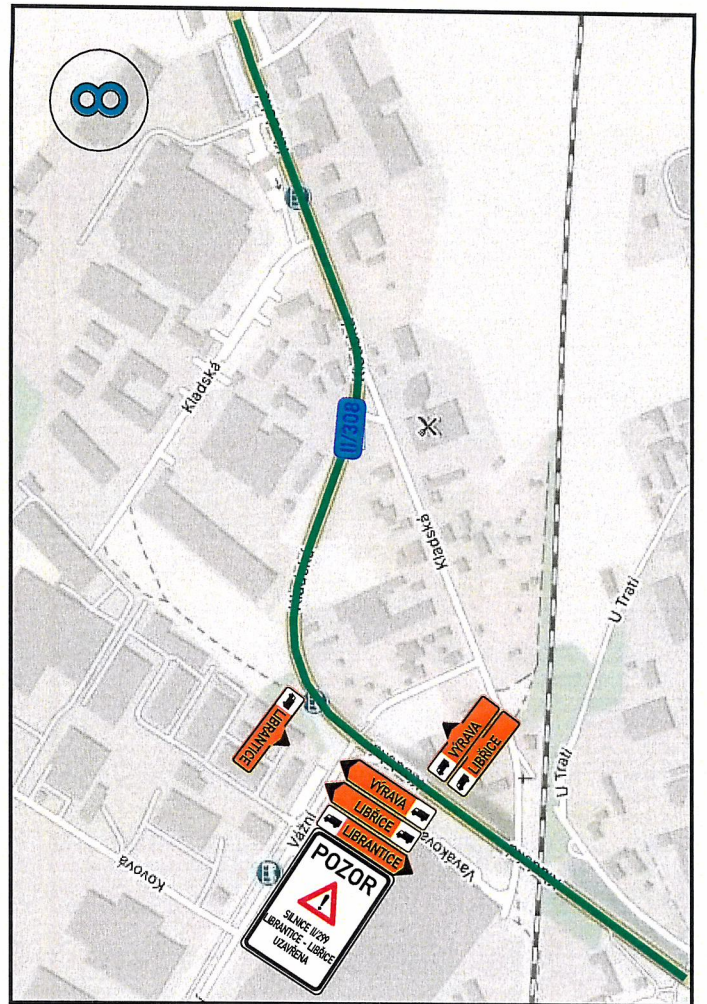 8
Kladská
II/308
Kladská
U Trati
U Trati
LIBRANTICE
VÝRAVA
LIBŘICE
VÝRAVA
LIBŘICE
LIBRANTICE
Vážní
Vavákova
Kovová
POZOR
!
SILNICE II/299
LIBRANTICE - LIBŘICE
UZAVŘENA